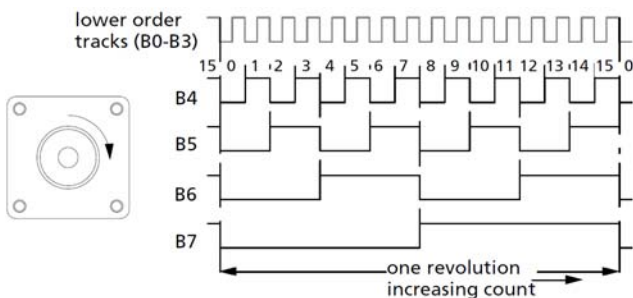 lower order
tracks (B0-B3)
15 0 1 2 3 4 5 6 7 8 9 10 11 12 13 14 15 0
B4
B5
B6
B7
one revolution
increasing count